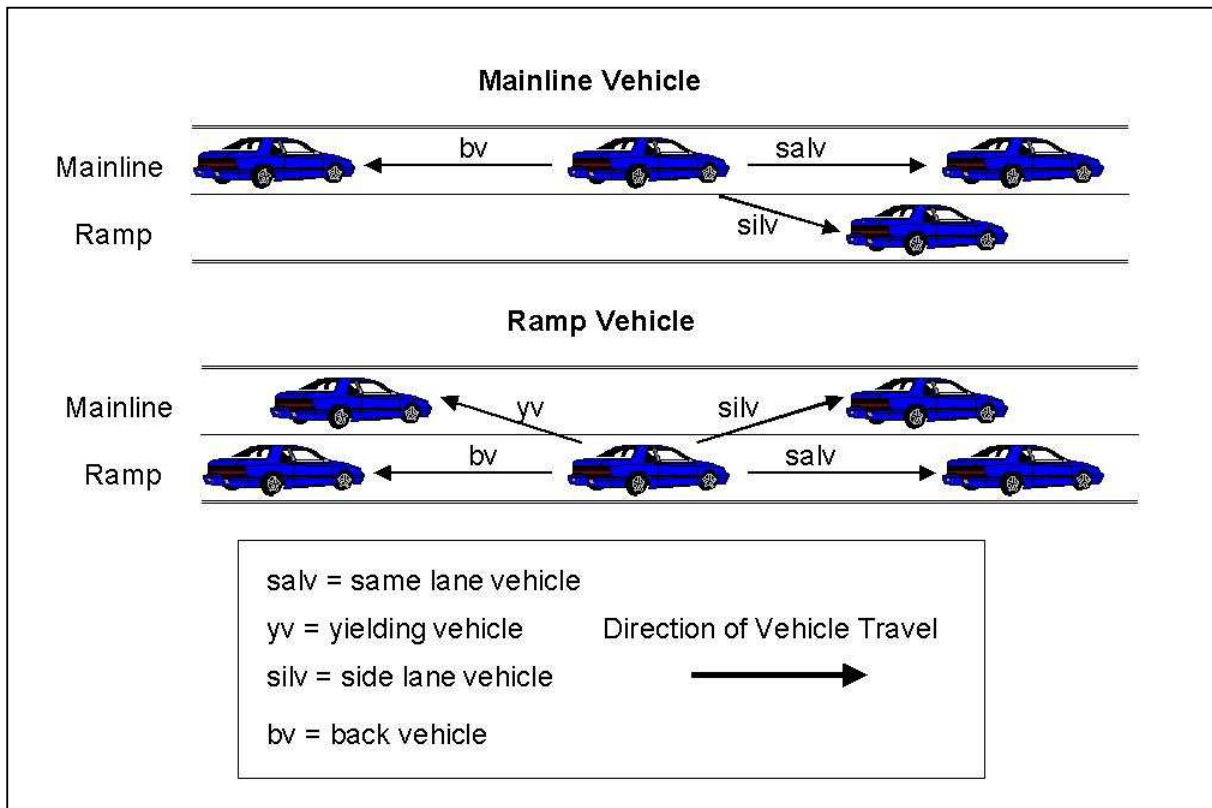 Mainline Vehicle
Mainline
bv
salv
silv
Ramp
Ramp Vehicle
Mainline
yv
silv
Ramp
bv
salv
salv = same lane vehicle
yv = yielding vehicle
Direction of Vehicle Travel
silv = side lane vehicle
bv = back vehicle